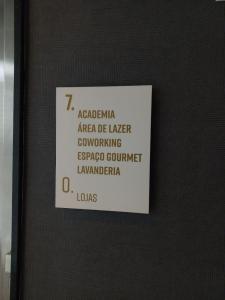 7.
ACADEMIA
ÁREA DE LAZER
COWORKING
ESPAÇO GOURMET
LAVANDERIA
0.
LOJAS